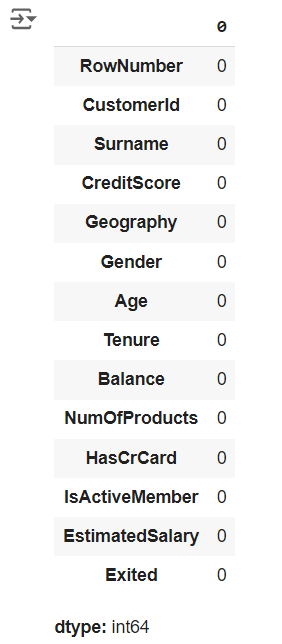 0
RowNumber 0
CustomerId 0
Surname 0
CreditScore 0
Geography 0
Gender 0
Age 0
Tenure 0
Balance 0
NumOfProducts 0
HasCrCard 0
IsActiveMember 0
EstimatedSalary 0
Exited 0
dtype: int64